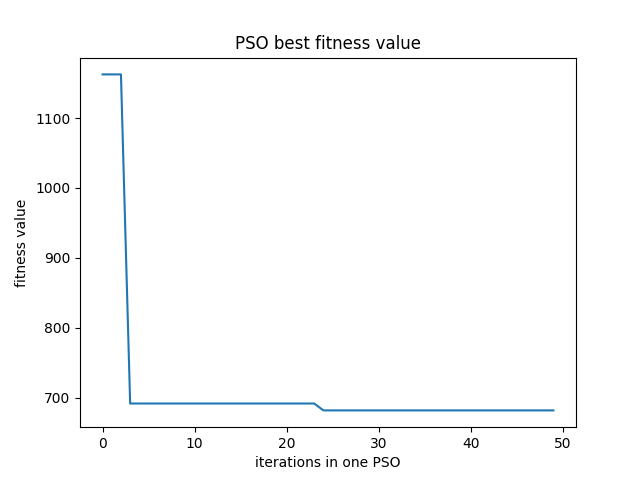 PSO best fitness value
1100
1000
900
800
700
fitness value
0 10 20 30 40 50
iterations in one PSO